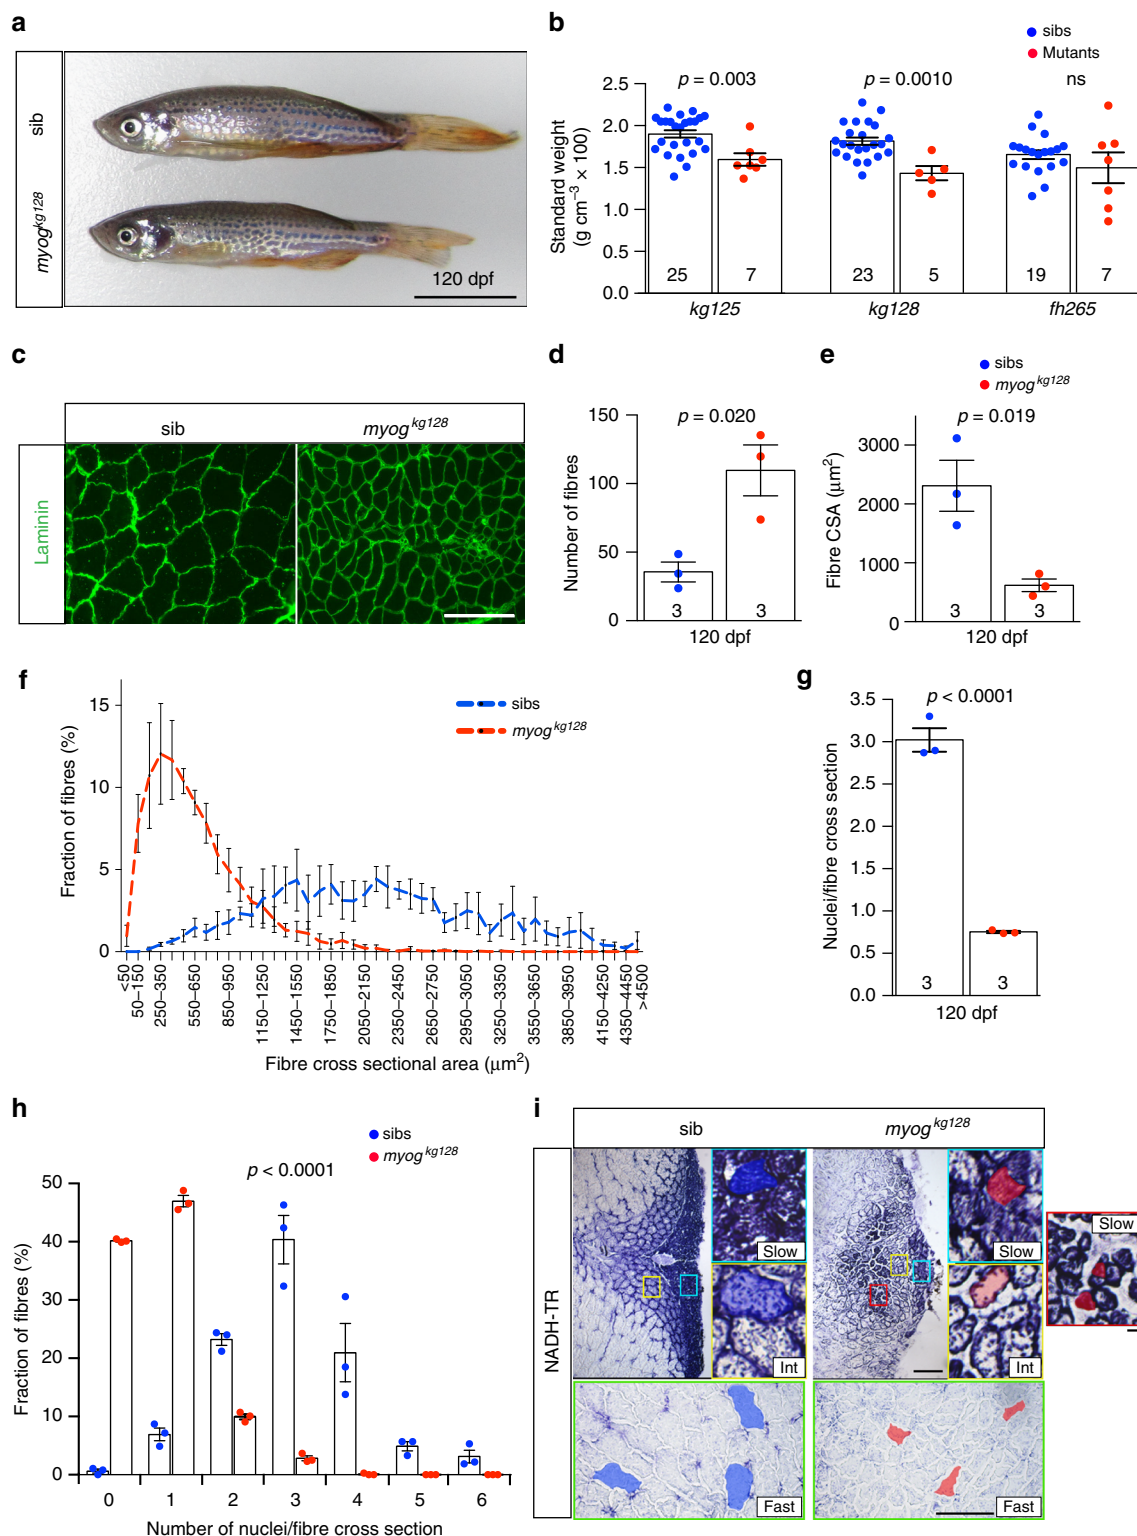 a
sib
myog^kg128
120 dpf
b
sibs
Mutants
p = 0.003
p = 0.0010
ns
Standard weight
(g cm⁻³ × 100)
2.5
2.0
1.5
1.0
0.5
0.0
25
7
23
5
19
7
kg125
kg128
fh265
c
sib
myog^kg128
Laminin
d
p = 0.020
Number of fibres
150
100
50
0
3
3
120 dpf
e
sibs
myog^kg128
p = 0.019
Fibre CSA (μm²)
3000
2000
1000
0
3
3
120 dpf
f
sibs
myog^kg128
Fraction of fibres (%)
15
10
5
0
<50
50–150
250–350
550–650
850–950
1150–1250
1450–1550
1750–1850
2050–2150
2350–2450
2650–2750
2950–3050
3250–3350
3550–3650
3850–3950
4150–4250
4350–4450
>4500
Fibre cross sectional area (μm²)
g
p < 0.0001
Nuclei/fibre cross section
3.5
3.0
2.5
2.0
1.5
1.0
0.5
0.0
3
3
120 dpf
h
sibs
myog^kg128
p < 0.0001
Fraction of fibres (%)
50
40
30
20
10
0
0 1 2 3 4 5 6
Number of nuclei/fibre cross section
i
sib
myog^kg128
NADH-TR
Slow
Int
Slow
Int
Slow
Fast
Fast